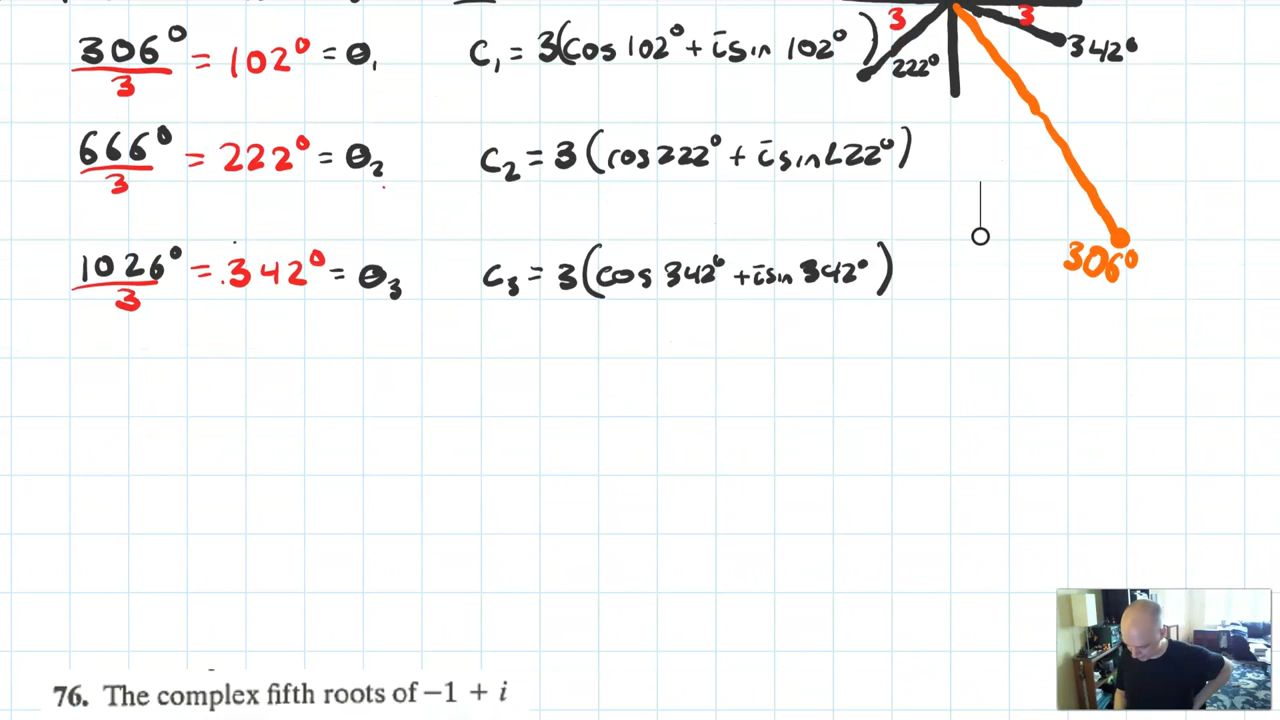 306° / 3 = 102° = θ₁
C₁ = 3(cos 102° + i sin 102°)
3
3
222°
342°
666° / 3 = 222° = θ₂
C₂ = 3(cos 222° + i sin 222°)
306°
1026° / 3 = 342° = θ₃
C₃ = 3(cos 342° + i sin 342°)
76. The complex fifth roots of −1 + i